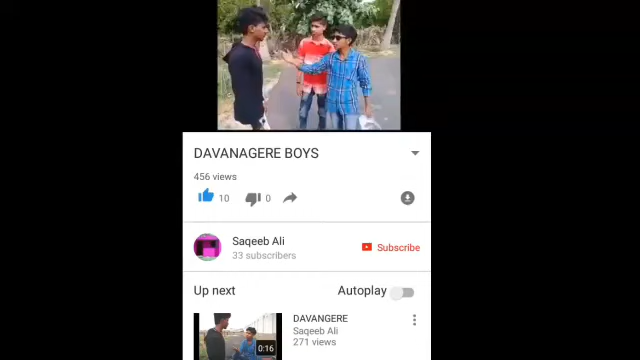 DAVANAGERE BOYS
456 views
10 0
Saqeeb Ali
33 subscribers
Subscribe
Up next
Autoplay
0:16
DAVANGERE
Saqeeb Ali
271 views